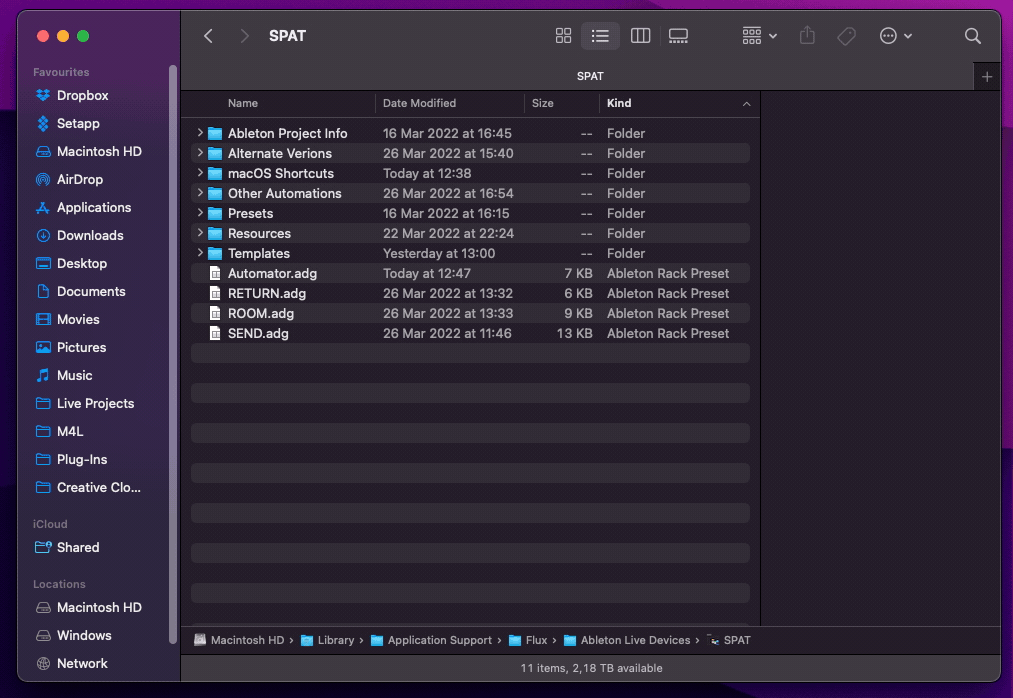 SPAT
SPAT
Favourites
Dropbox
Setapp
Macintosh HD
AirDrop
Applications
Downloads
Desktop
Documents
Movies
Pictures
Music
Live Projects
M4L
Plug-Ins
Creative Clo...
iCloud
Shared
Locations
Macintosh HD
Windows
Network
Name Date Modified Size Kind
Ableton Project Info 16 Mar 2022 at 16:45 -- Folder
Alternate Verions 26 Mar 2022 at 15:40 -- Folder
macOS Shortcuts Today at 12:38 -- Folder
Other Automations 26 Mar 2022 at 16:54 -- Folder
Presets 16 Mar 2022 at 16:15 -- Folder
Resources 22 Mar 2022 at 22:24 -- Folder
Templates Yesterday at 13:00 -- Folder
Automator.adg Today at 12:47 7 KB Ableton Rack Preset
RETURN.adg 26 Mar 2022 at 13:32 6 KB Ableton Rack Preset
ROOM.adg 26 Mar 2022 at 13:33 9 KB Ableton Rack Preset
SEND.adg 26 Mar 2022 at 11:46 13 KB Ableton Rack Preset
Macintosh HD › Library › Application Support › Flux › Ableton Live Devices › SPAT
11 items, 2,18 TB available